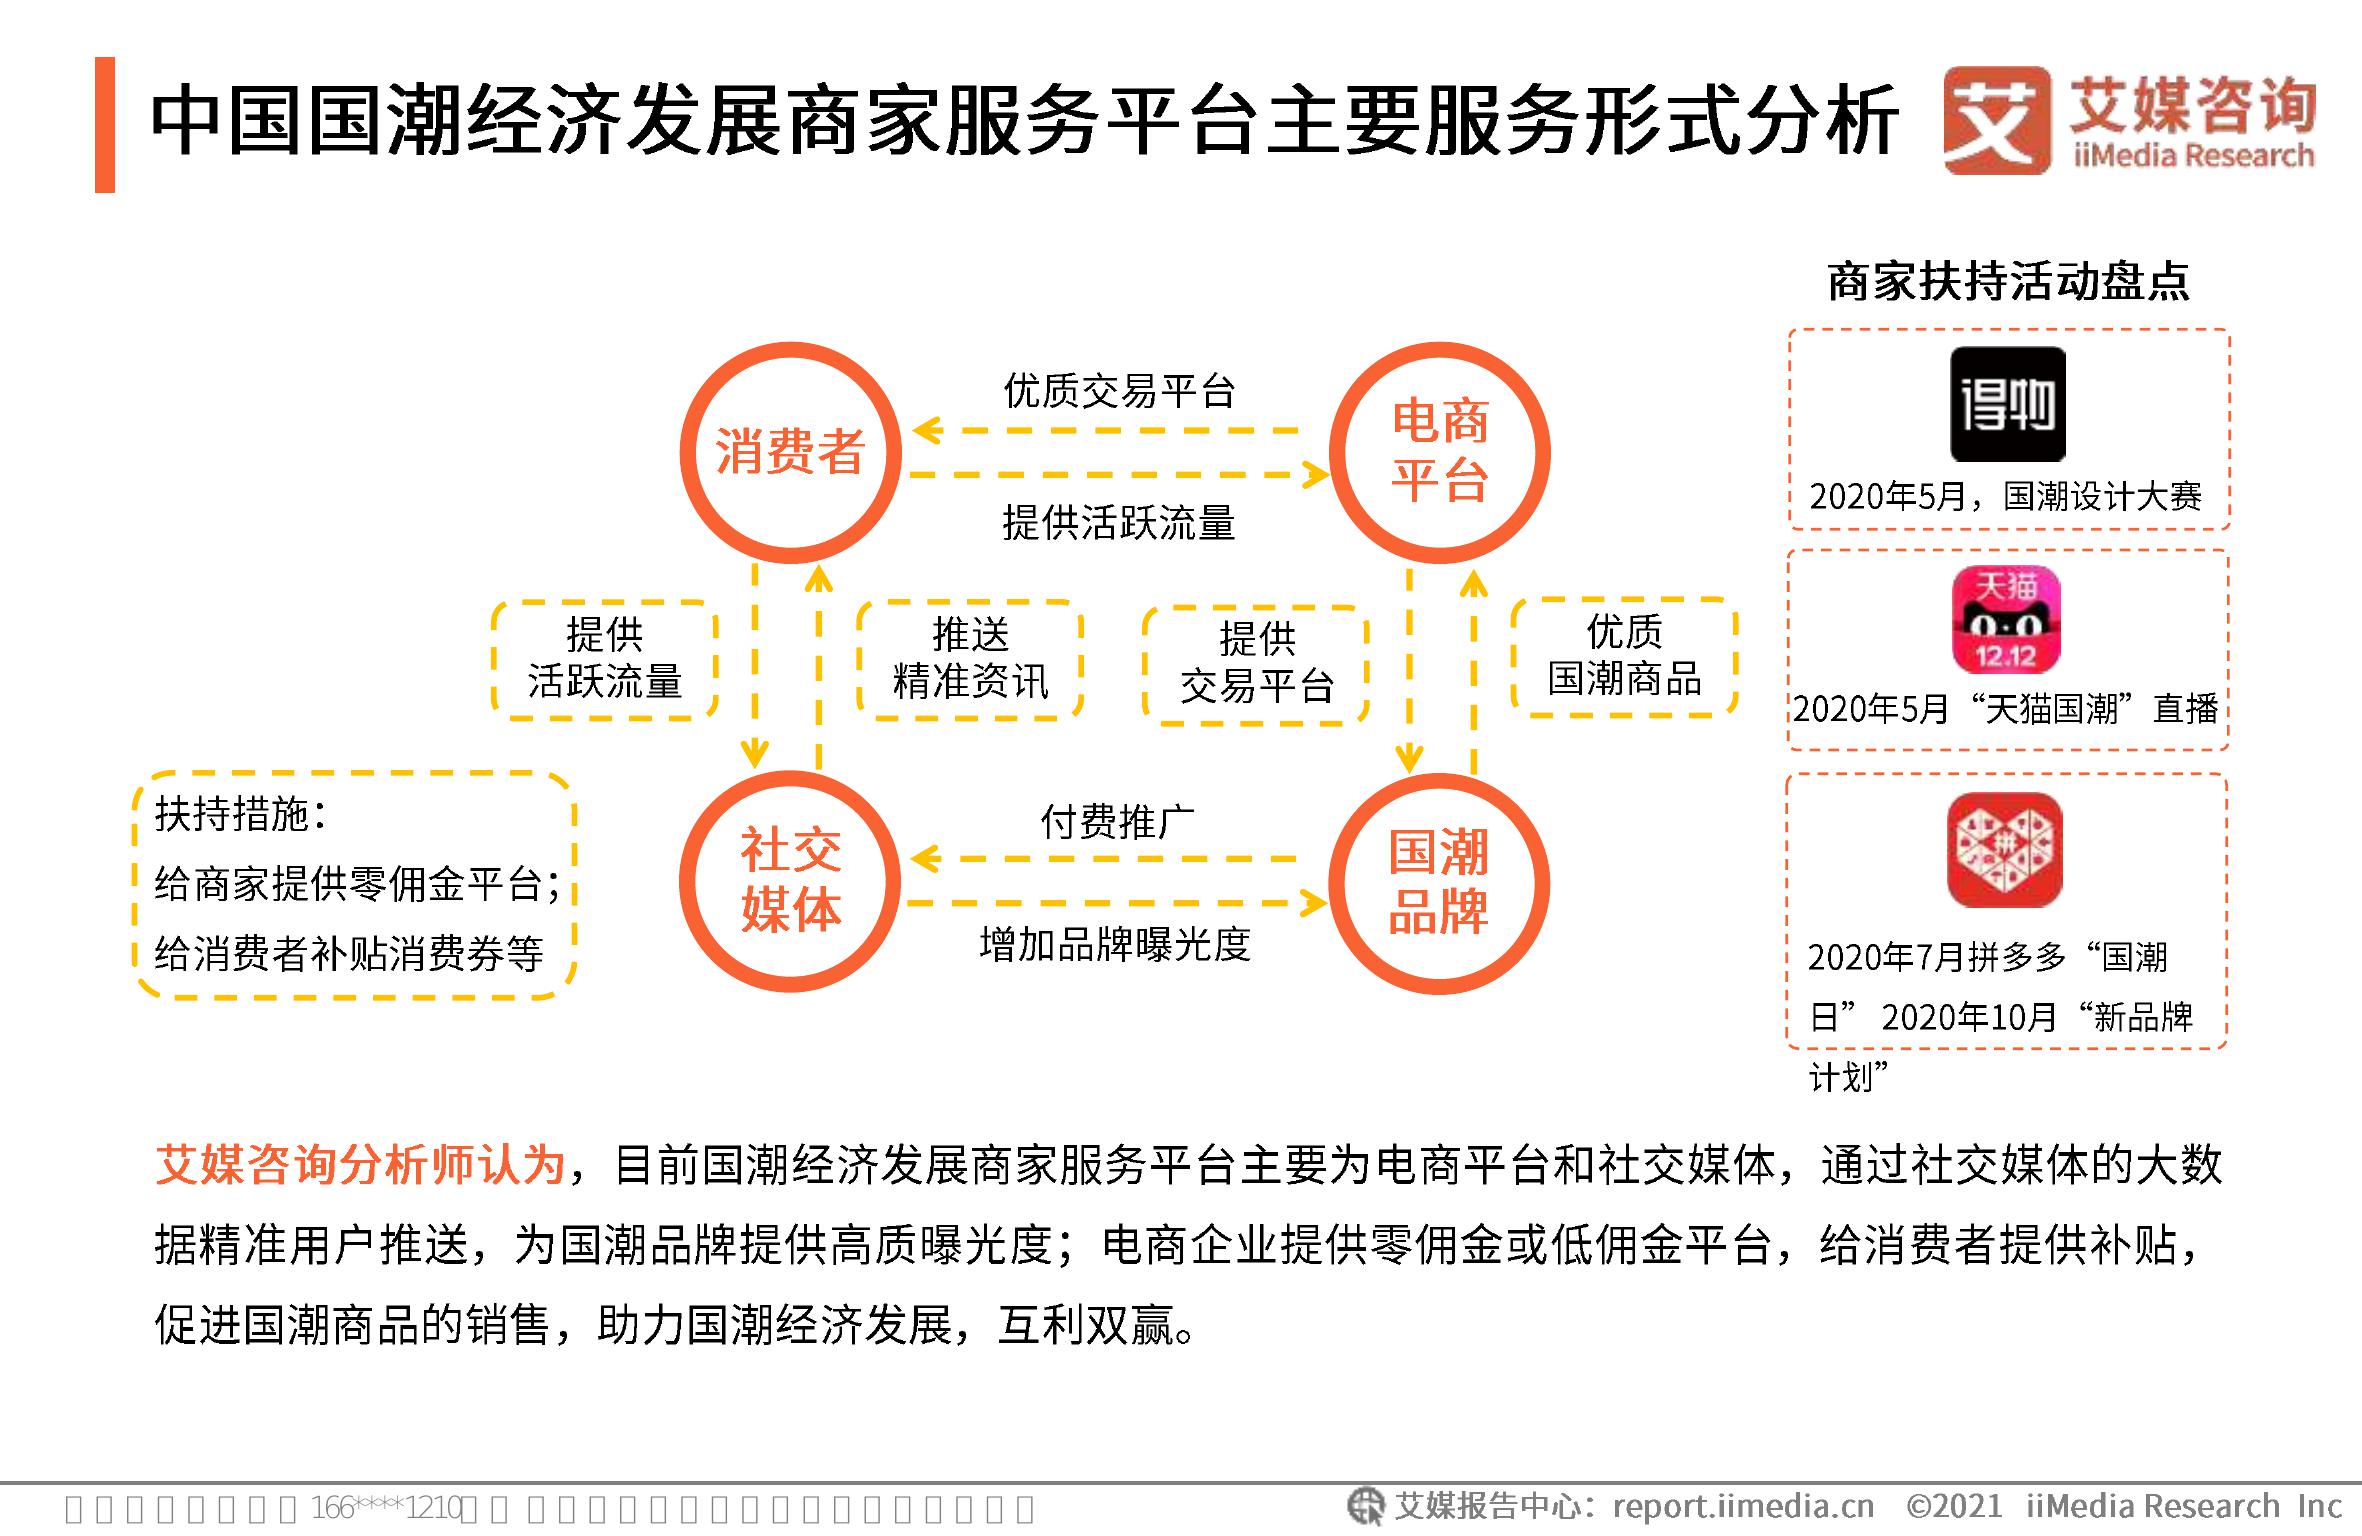 中国国潮经济发展商家服务平台主要服务形式分析
艾 艾媒咨询
iiMedia Research
商家扶持活动盘点
得物
2020年5月，国潮设计大赛
天猫
12.12
2020年5月“天猫国潮”直播
拼
2020年7月拼多多“国潮
日” 2020年10月“新品牌
计划”
消费者
优质交易平台
提供活跃流量
电商
平台
提供
活跃流量
推送
精准资讯
提供
交易平台
优质
国潮商品
扶持措施：
给商家提供零佣金平台；
给消费者补贴消费券等
社交
媒体
付费推广
增加品牌曝光度
国潮
品牌
艾媒咨询分析师认为，目前国潮经济发展商家服务平台主要为电商平台和社交媒体，通过社交媒体的大数
据精准用户推送，为国潮品牌提供高质曝光度；电商企业提供零佣金或低佣金平台，给消费者提供补贴，
促进国潮商品的销售，助力国潮经济发展，互利双赢。
166****1210
艾媒报告中心：report.iimedia.cn ©2021 iiMedia Research Inc